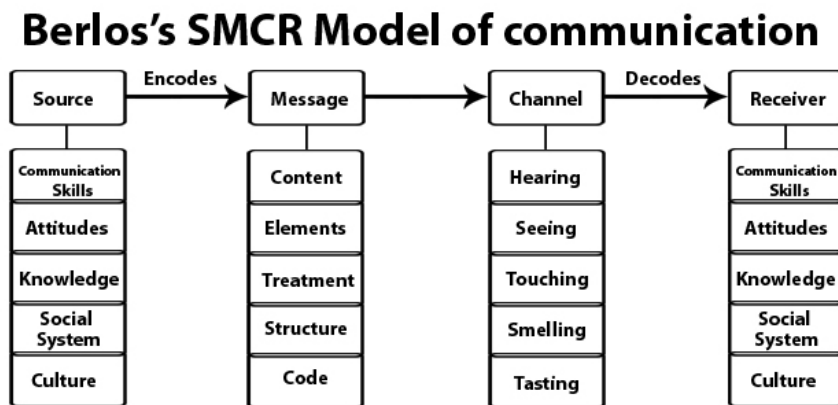 Berlos's SMCR Model of communication
Source
Encodes
Message
Channel
Decodes
Receiver
Communication
Skills
Attitudes
Knowledge
Social
System
Culture
Content
Elements
Treatment
Structure
Code
Hearing
Seeing
Touching
Smelling
Tasting
Communication
Skills
Attitudes
Knowledge
Social
System
Culture